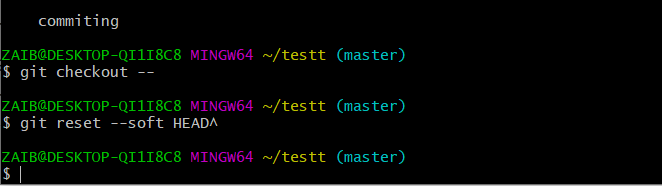 commiting
ZAIB@DESKTOP-QI1I8C8 MINGW64 ~/testt (master)
$ git checkout --
ZAIB@DESKTOP-QI1I8C8 MINGW64 ~/testt (master)
$ git reset --soft HEAD^
ZAIB@DESKTOP-QI1I8C8 MINGW64 ~/testt (master)
$